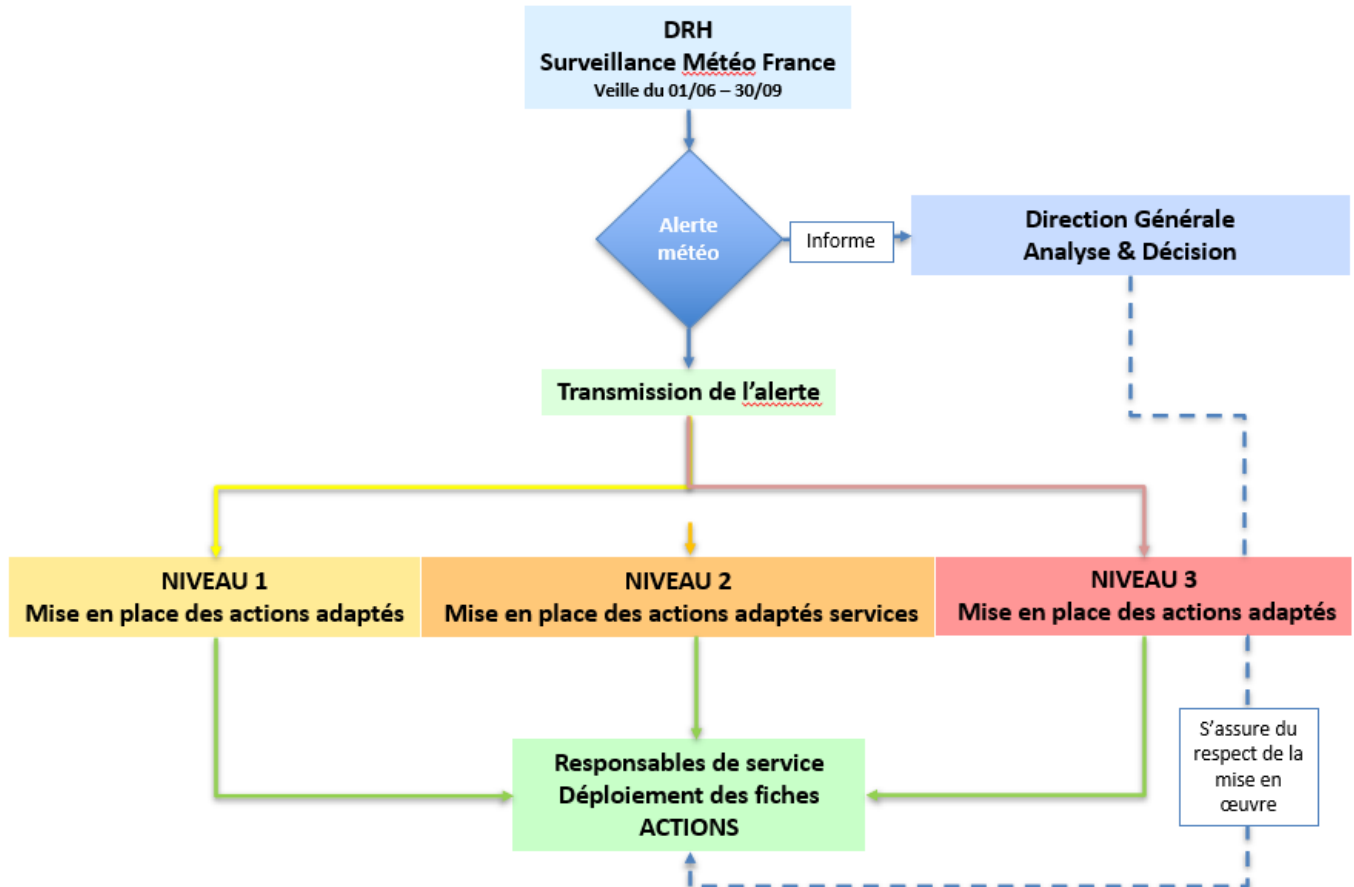 DRH
Surveillance Météo France
Veille du 01/06 – 30/09
Alerte
météo
Informe
Direction Générale
Analyse & Décision
Transmission de l'alerte
NIVEAU 1
Mise en place des actions adaptés
NIVEAU 2
Mise en place des actions adaptés services
NIVEAU 3
Mise en place des actions adaptés
S'assure du
respect de la
mise en
œuvre
Responsables de service
Déploiement des fiches
ACTIONS